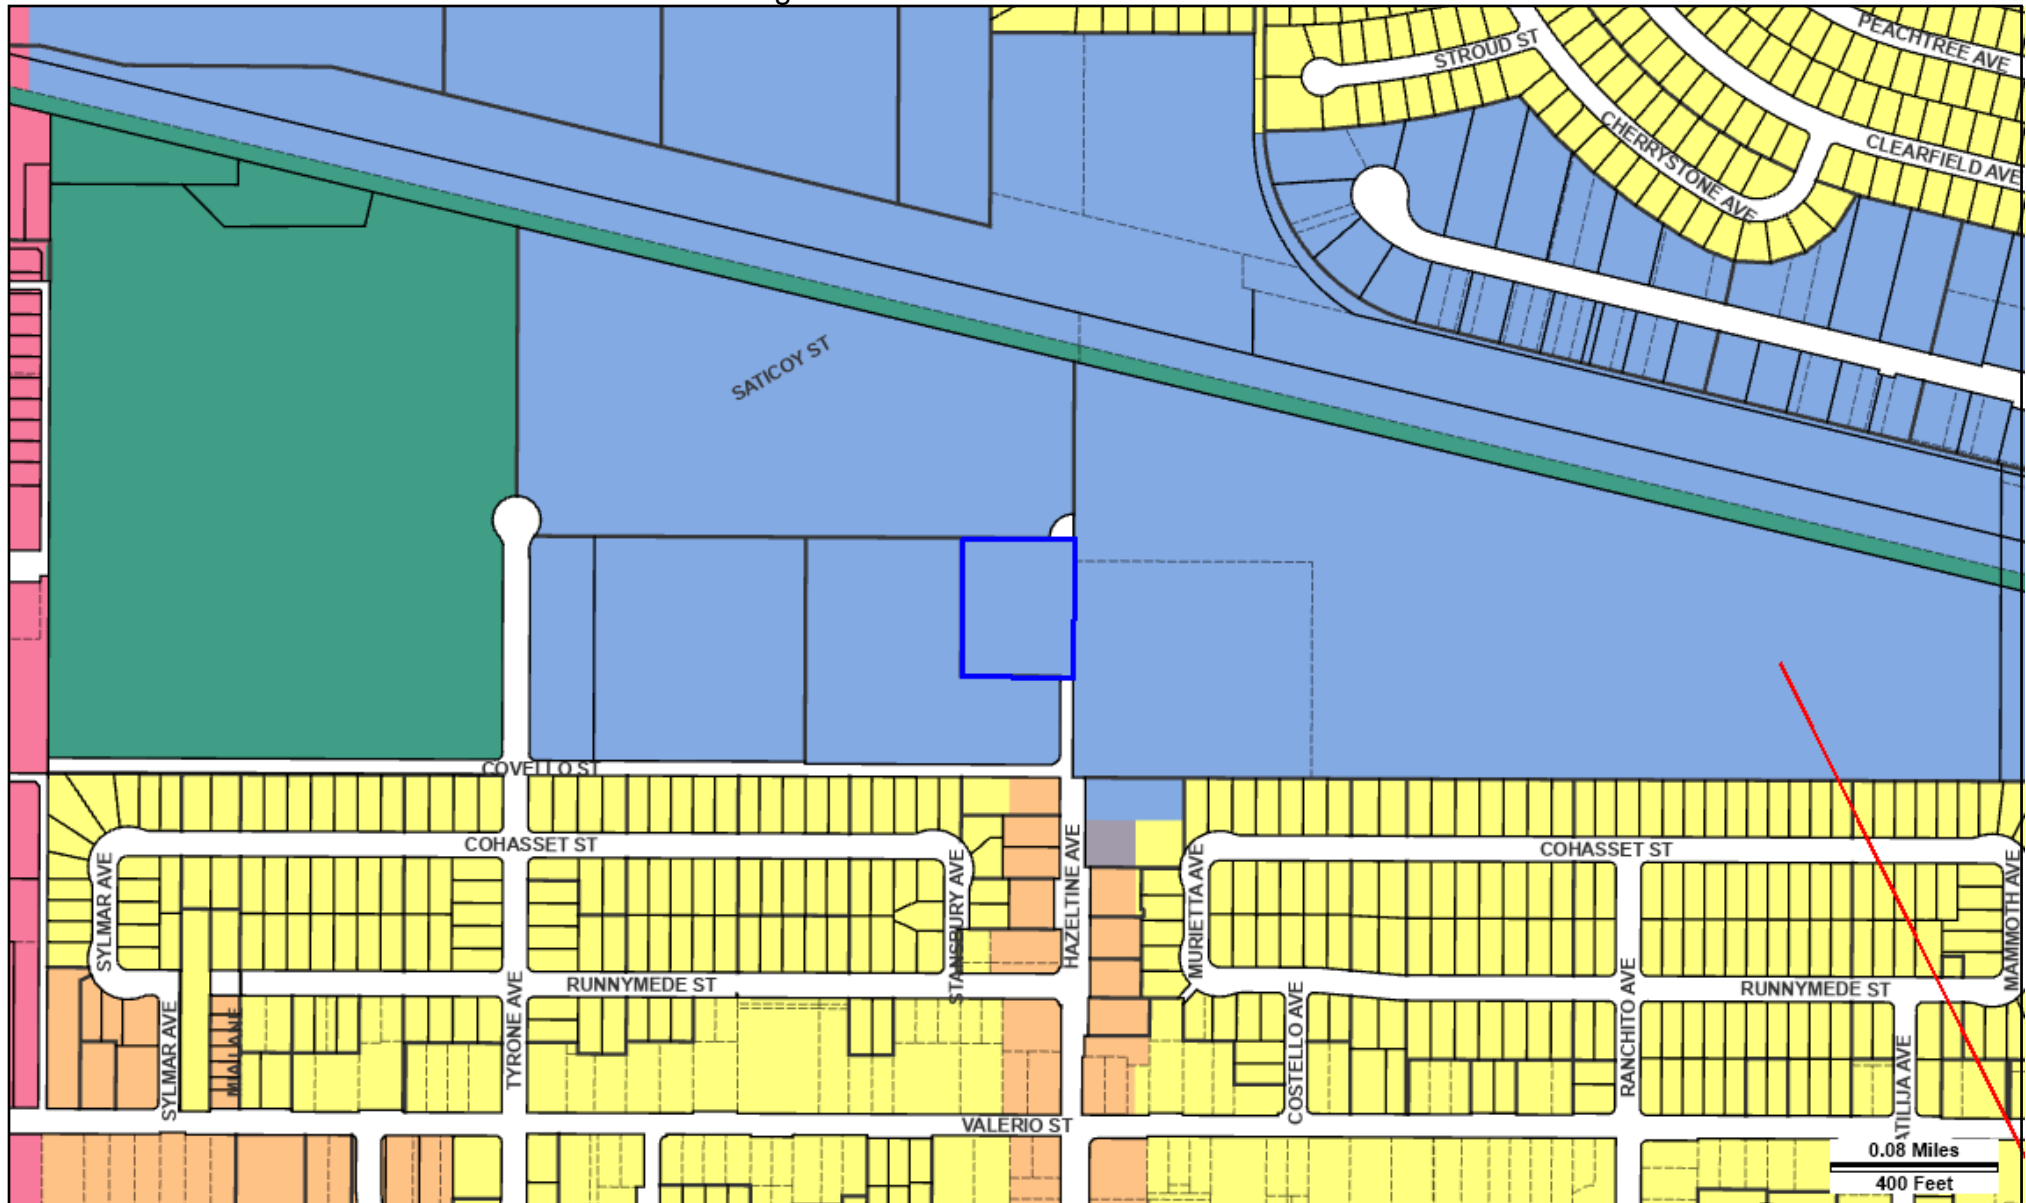 PEACHTREE AVE
STROUD ST
CHERRYSTONE AVE
CLEARFIELD AVE
SATICOY ST
COVELLO ST
COHASSET ST
COHASSET ST
SYLMAR AVE
STANSBURY AVE
HAZELTINE AVE
MURIETTA AVE
MAMMOTH AVE
RUNNYMEDE ST
RUNNYMEDE ST
SYLMAR AVE
MIA LANE
TYRONE AVE
COSTELLO AVE
RANCHITO AVE
ATILIJA AVE
VALERIO ST
0.08 Miles
400 Feet